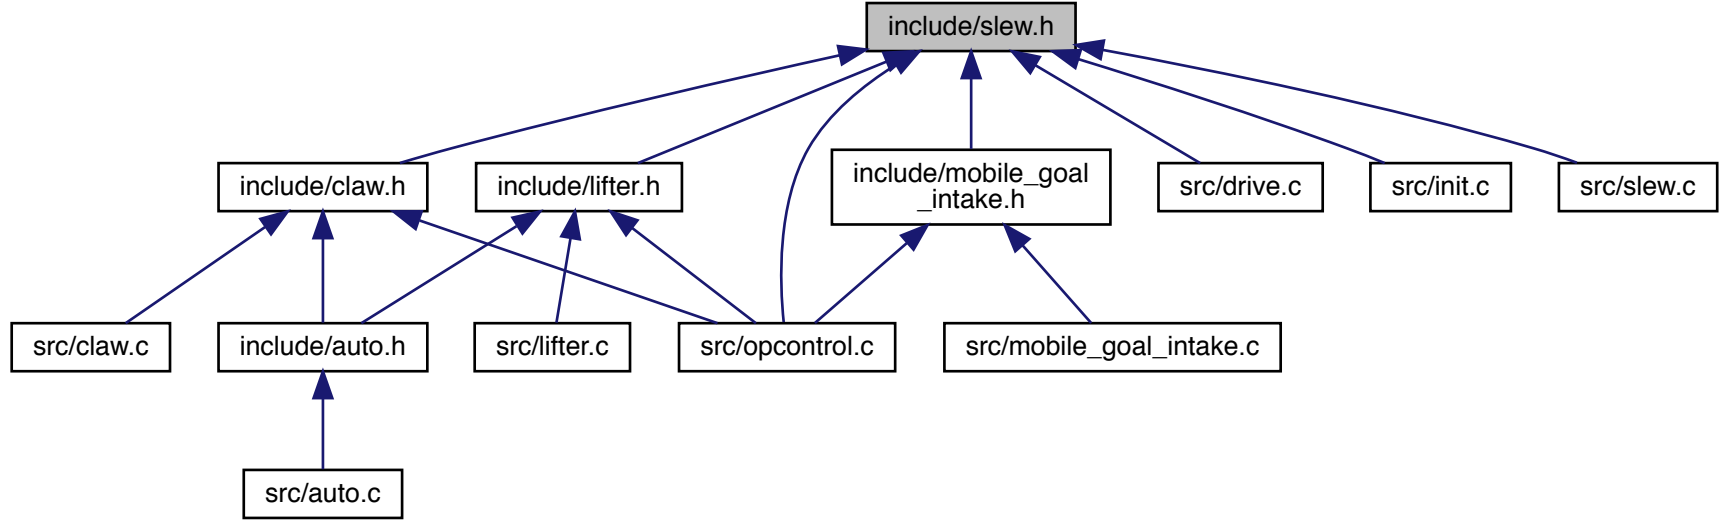 include/slew.h
include/claw.h
include/lifter.h
include/mobile_goal
_intake.h
src/drive.c
src/init.c
src/slew.c
src/claw.c
include/auto.h
src/lifter.c
src/opcontrol.c
src/mobile_goal_intake.c
src/auto.c